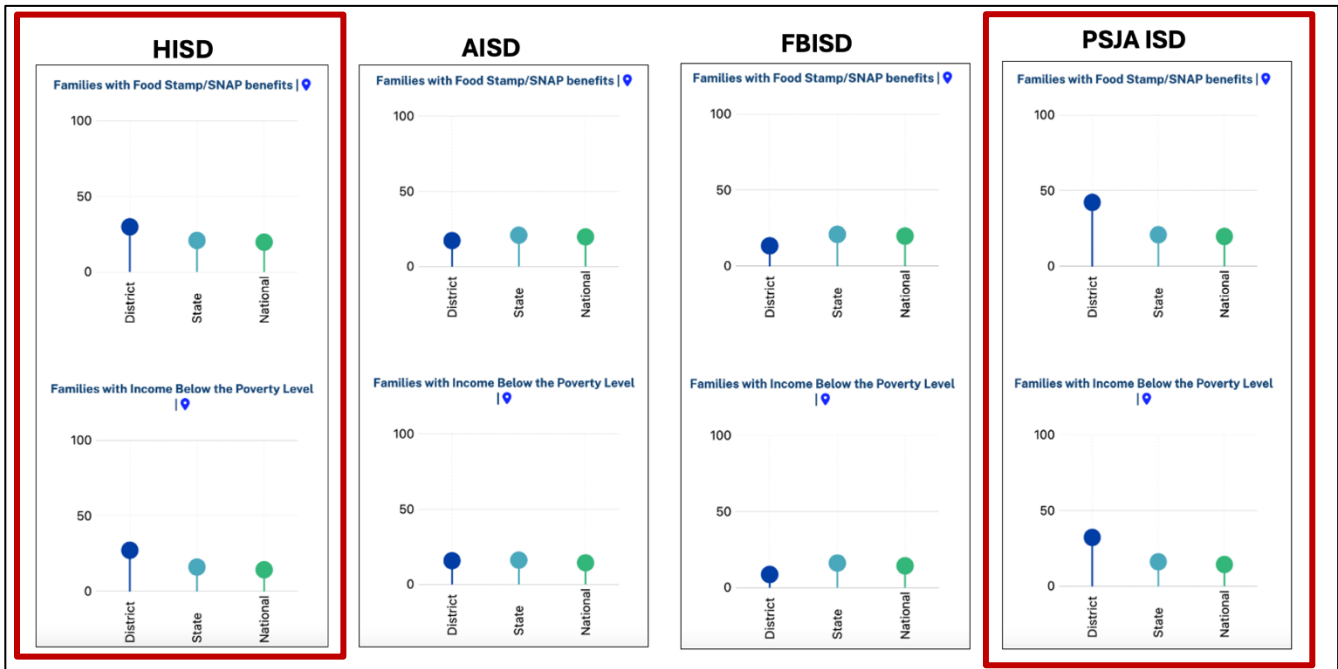 HISD
Families with Food Stamp/SNAP benefits |
100
50
0
District
State
National
Families with Income Below the Poverty Level
|
100
50
0
District
State
National
AISD
Families with Food Stamp/SNAP benefits |
100
50
0
District
State
National
Families with Income Below the Poverty Level
|
100
50
0
District
State
National
FBISD
Families with Food Stamp/SNAP benefits |
100
50
0
District
State
National
Families with Income Below the Poverty Level
|
100
50
0
District
State
National
PSJA ISD
Families with Food Stamp/SNAP benefits |
100
50
0
District
State
National
Families with Income Below the Poverty Level
|
100
50
0
District
State
National